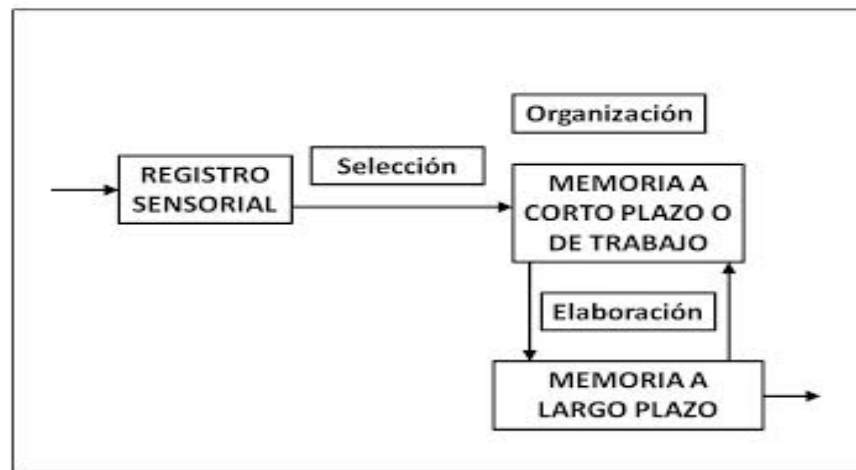 Organización
Selección
REGISTRO
SENSORIAL
MEMORIA A
CORTO PLAZO O
DE TRABAJO
Elaboración
MEMORIA A
LARGO PLAZO